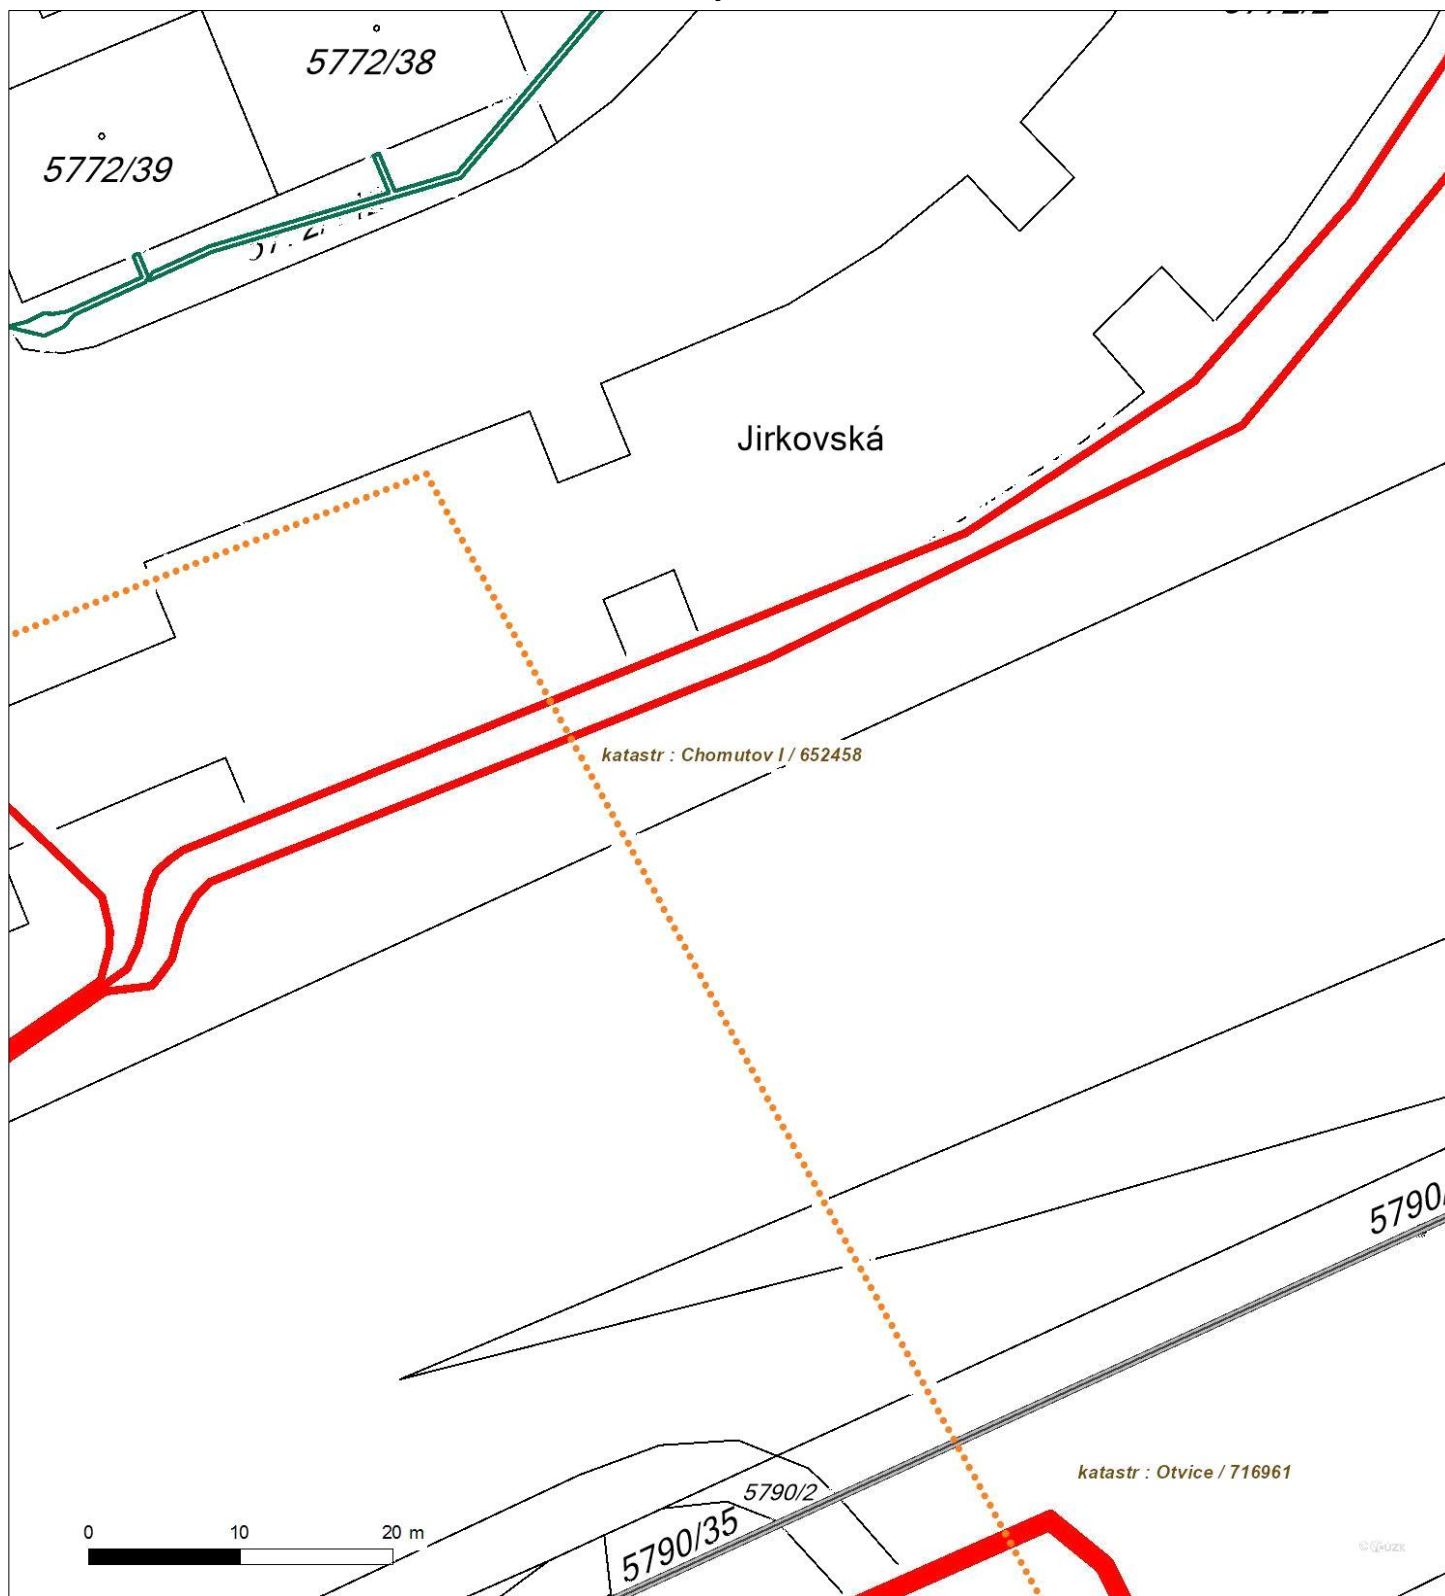 5772/38
5772/39
Jirkovská
katastr : Chomutov I / 652458
5790/
katastr : Otvice / 716961
5790/2
5790/35
0 10 20 m